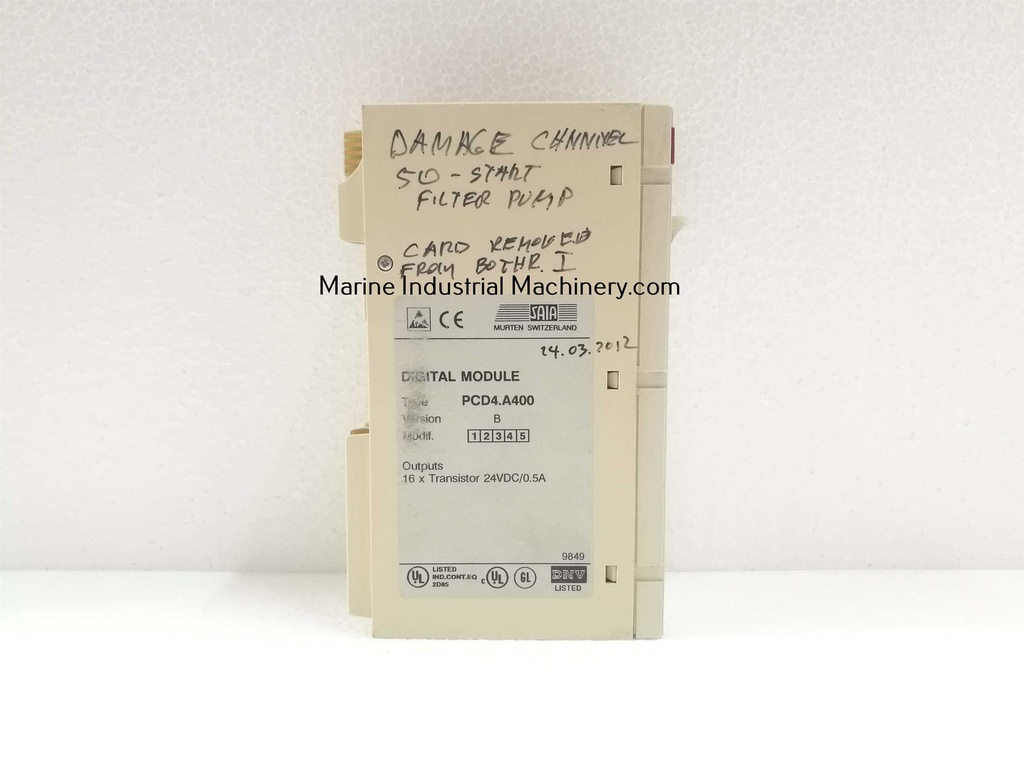 DAMAGE CHNNEL
50 - START
FILTER PUMP
CARD REMOVED
FROM BOTHR. I
Marine Industrial Machinery.com
CE SAIA
MURTEN SWITZERLAND
24.03.2012
DIGITAL MODULE
Type PCD4.A400
Version B
Modif. 1 2 3 4 5
Outputs
16 x Transistor 24VDC/0.5A
9849
UL LISTED IND.CONT.EQ 2D85 c UL GL DNV
LISTED